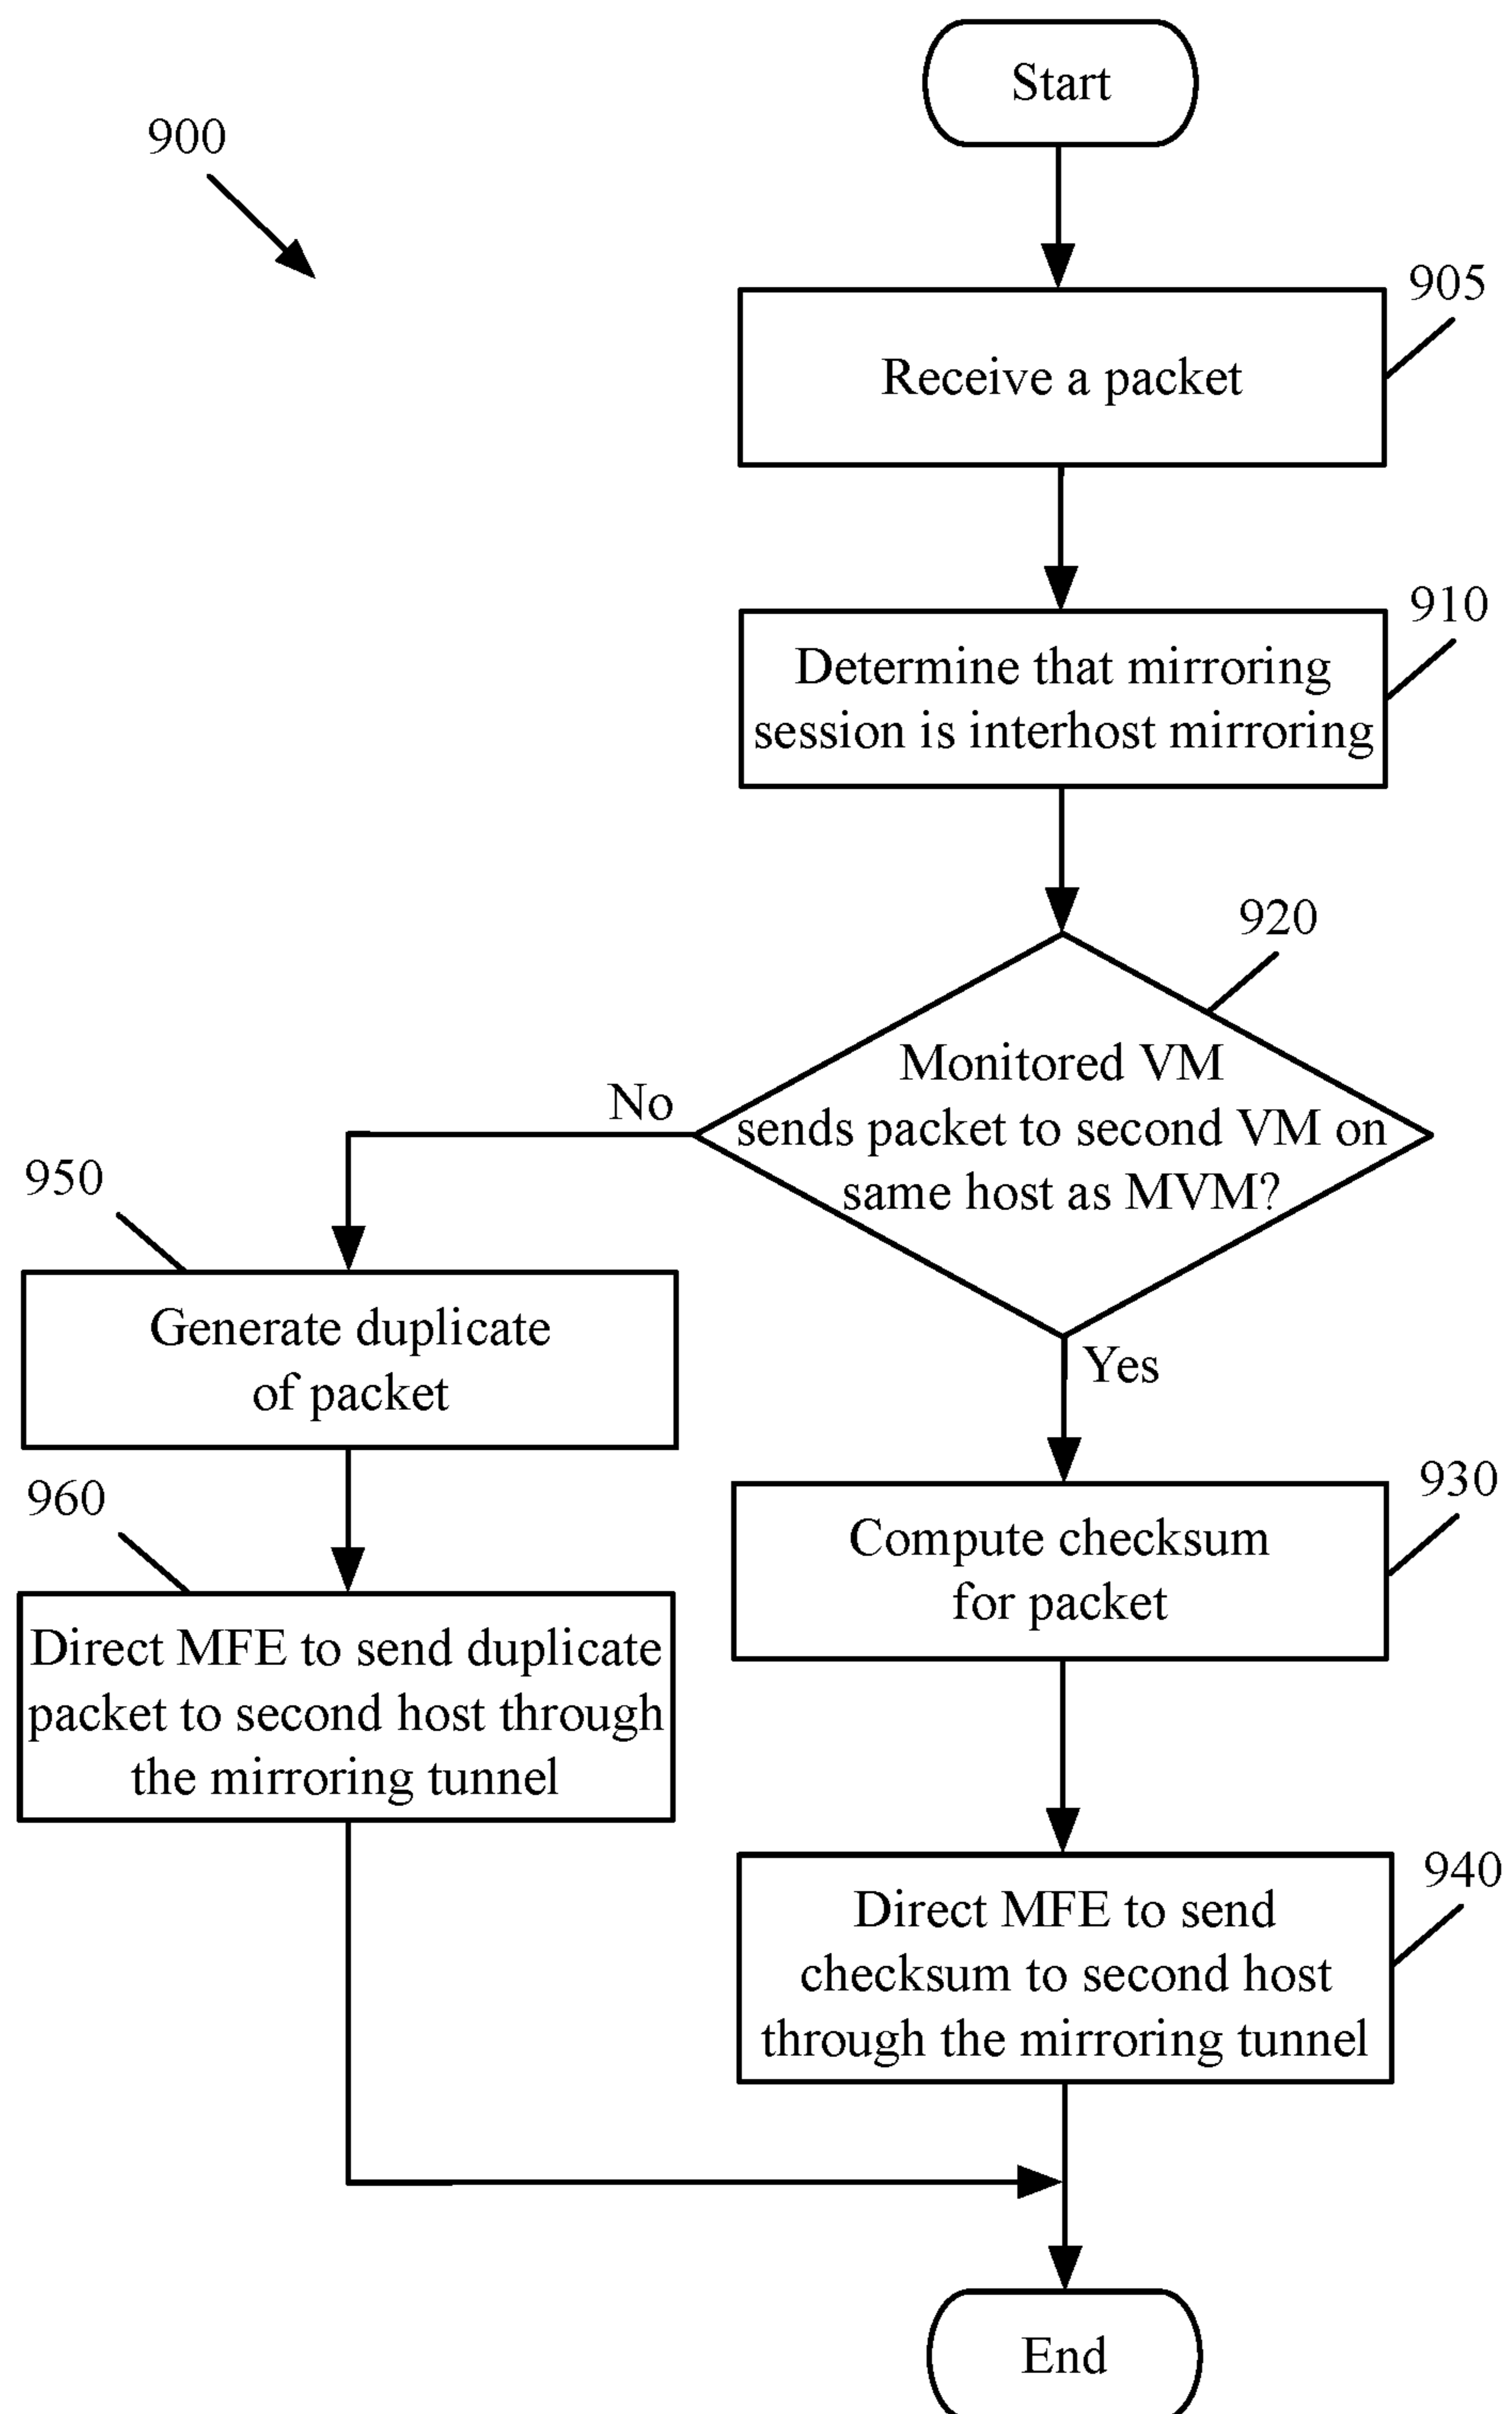 Start
900
905
Receive a packet
910
Determine that mirroring
session is interhost mirroring
920
Monitored VM
sends packet to second VM on
same host as MVM?
No
Yes
950
Generate duplicate
of packet
960
Direct MFE to send duplicate
packet to second host through
the mirroring tunnel
930
Compute checksum
for packet
940
Direct MFE to send
checksum to second host
through the mirroring tunnel
End